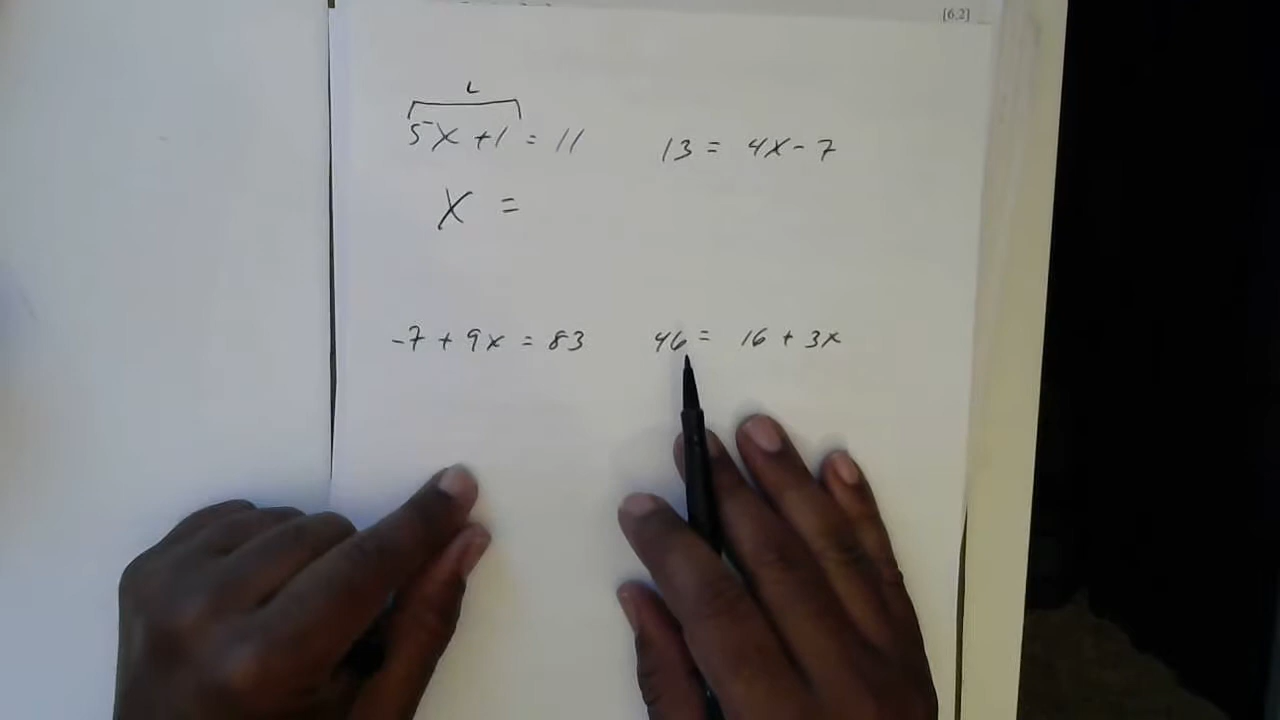 [6.2]
L
5x + 1 = 11
13 = 4x - 7
x =
-7 + 9x = 83
46 = 16 + 3x